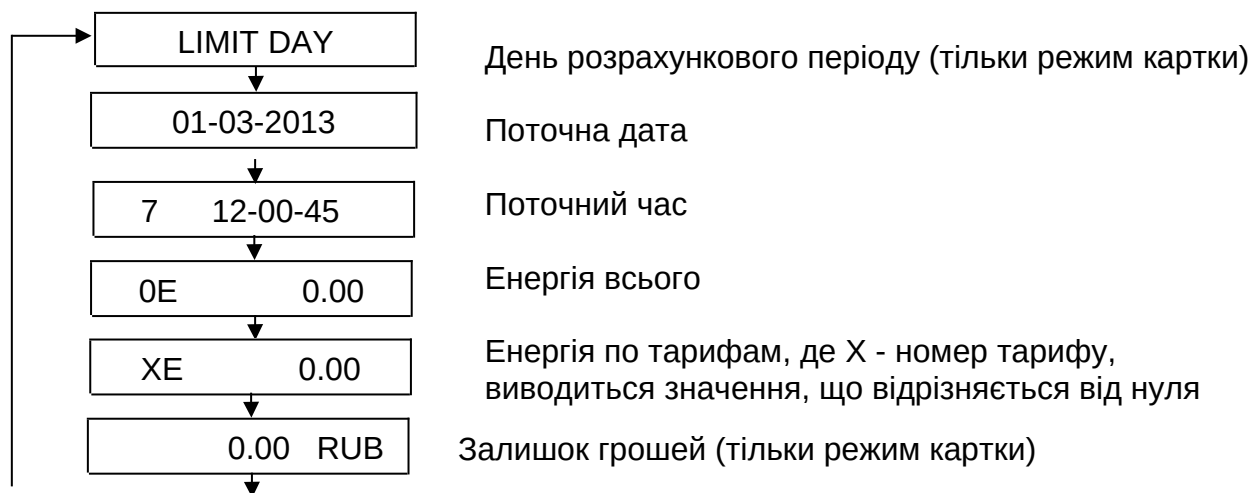 LIMIT DAY
День розрахункового періоду (тільки режим картки)
01-03-2013
Поточна дата
7 12-00-45
Поточний час
0E 0.00
Енергія всього
XE 0.00
Енергія по тарифам, де X - номер тарифу,
виводиться значення, що відрізняється від нуля
0.00 RUB
Залишок грошей (тільки режим картки)